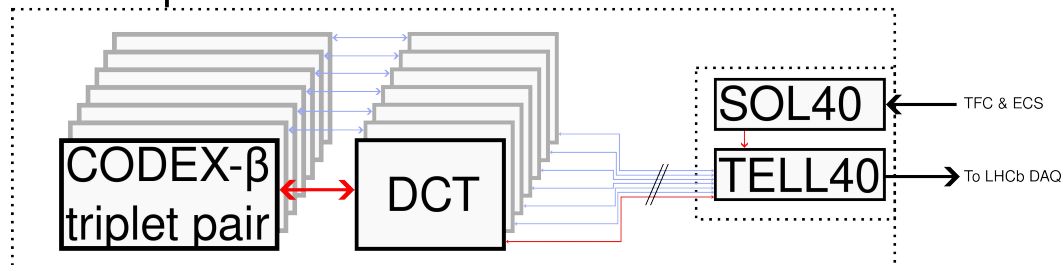 CODEX-β
triplet pair
DCT
SOL40
TELL40
TFC & ECS
To LHCb DAQ